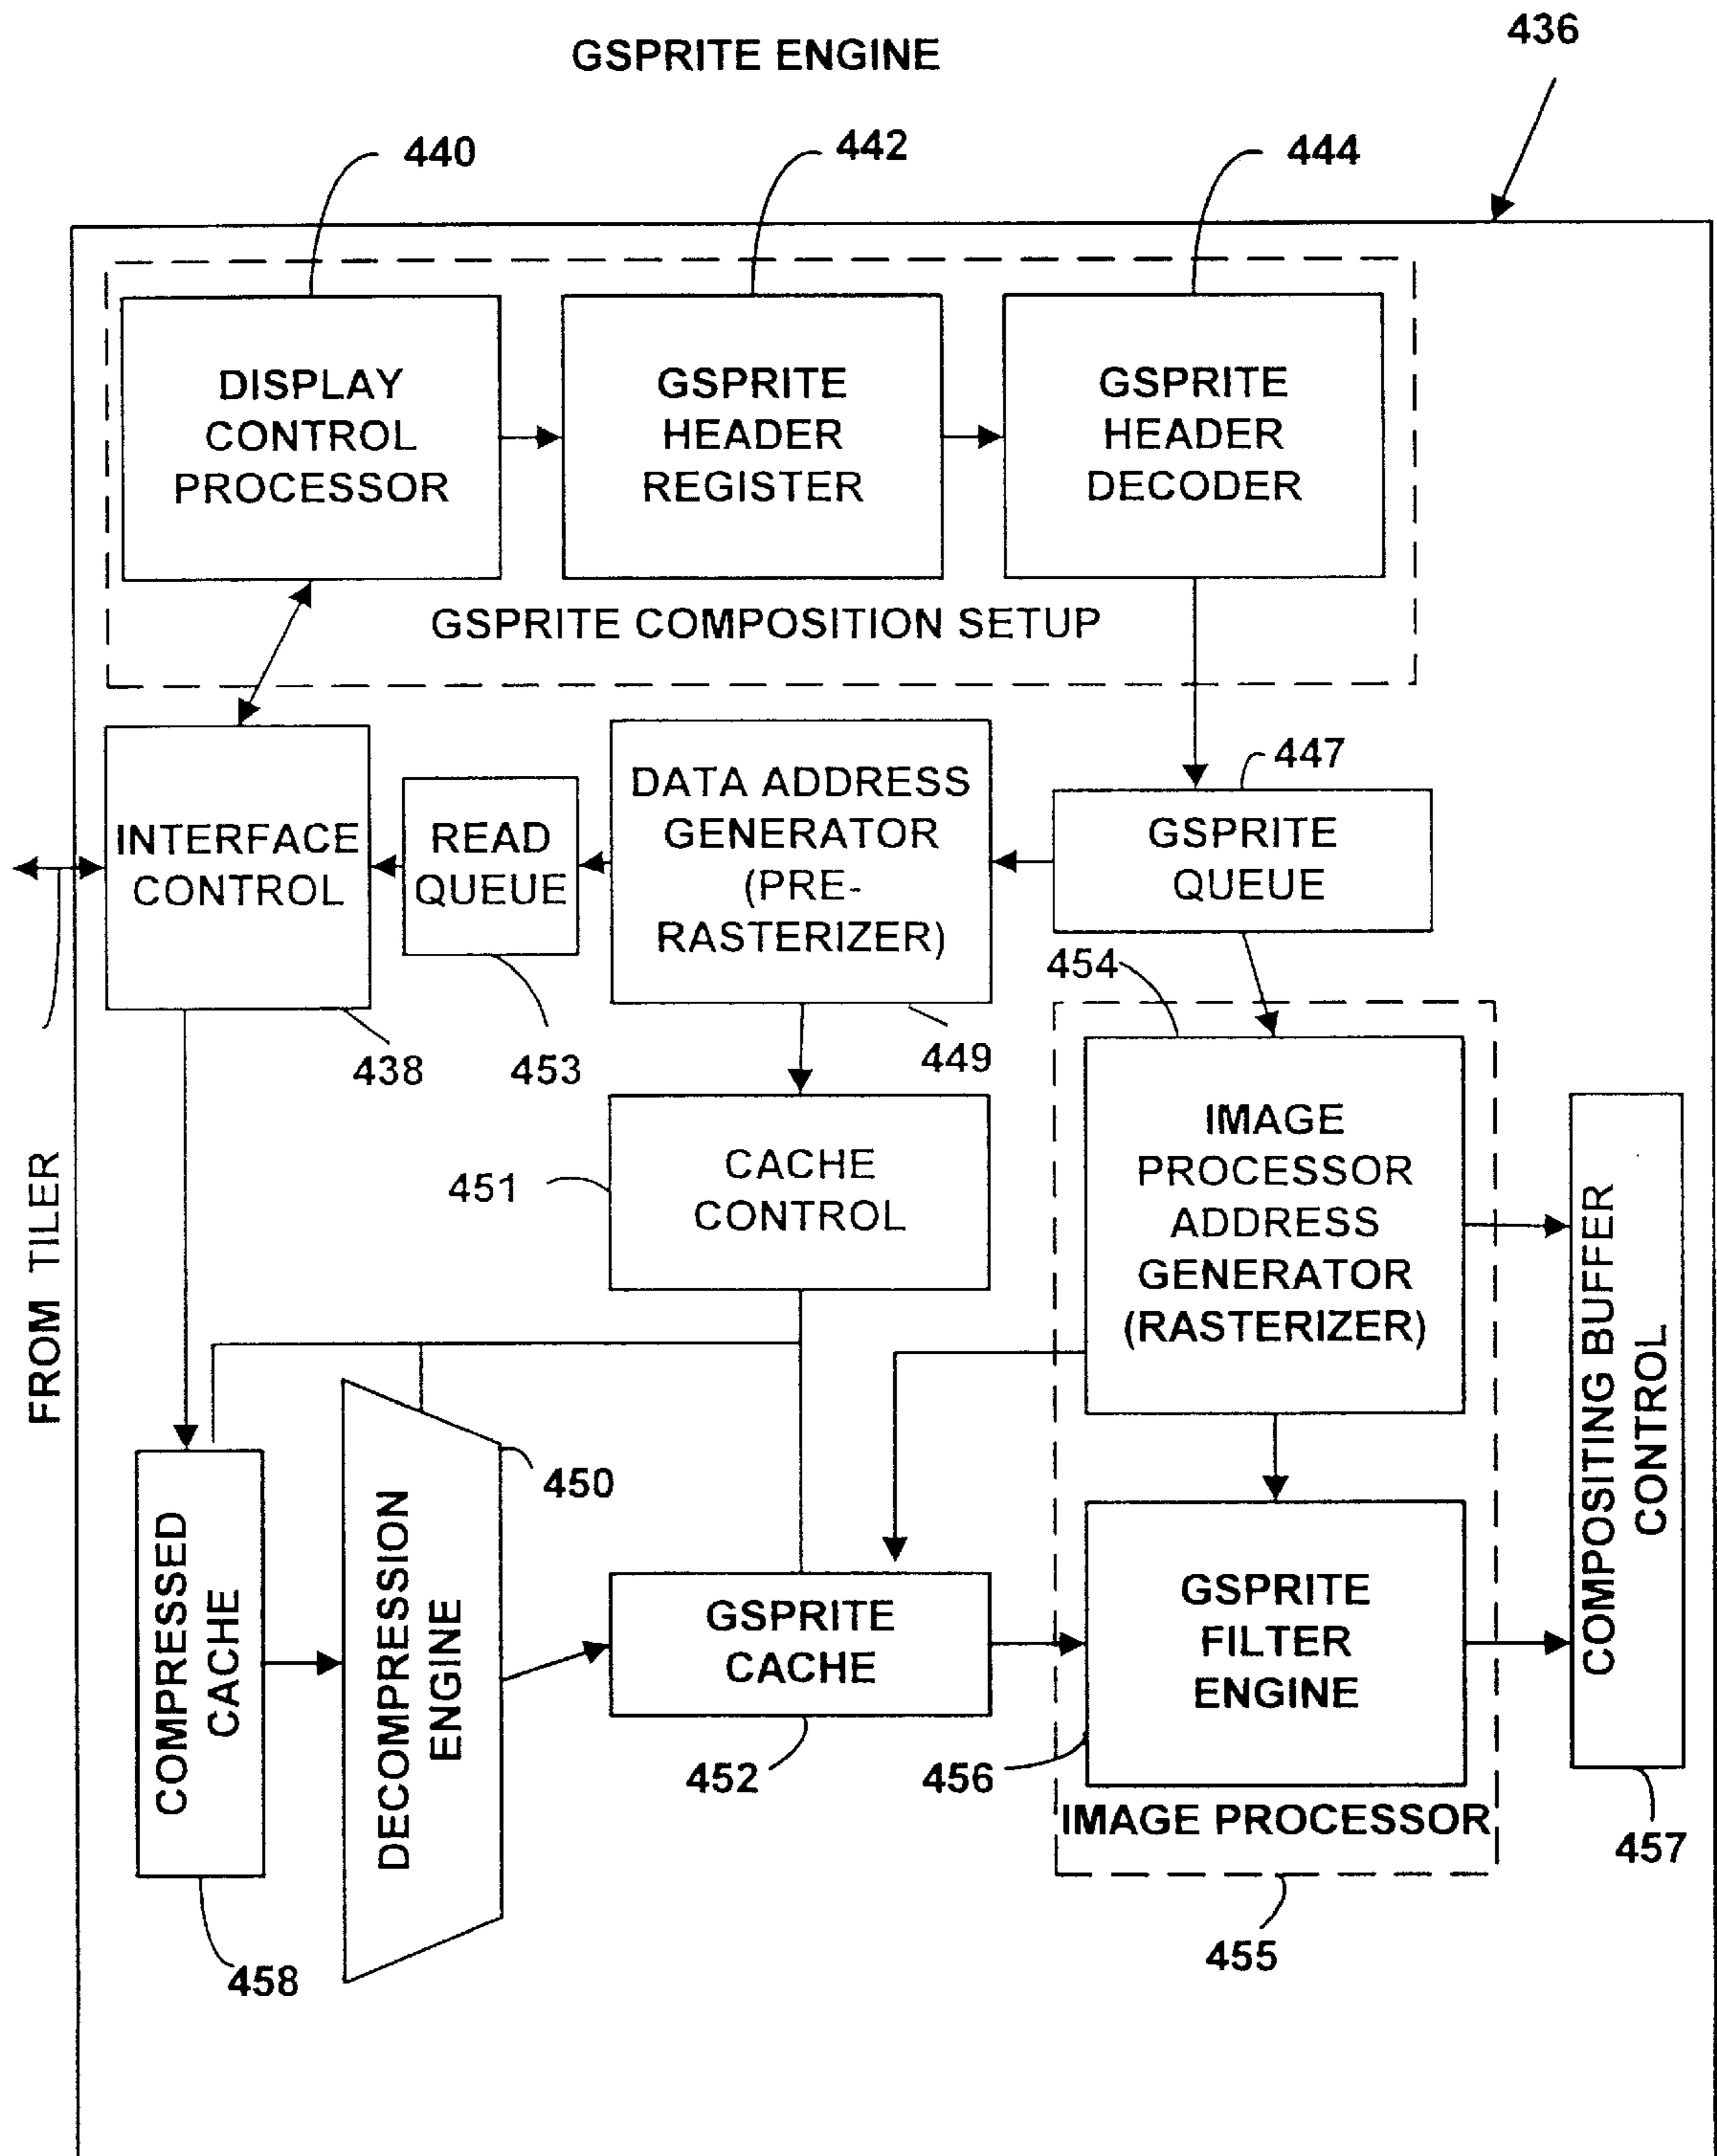 436
GSPRITE ENGINE
440
442
444
DISPLAY
CONTROL
PROCESSOR
GSPRITE
HEADER
REGISTER
GSPRITE
HEADER
DECODER
GSPRITE COMPOSITION SETUP
447
INTERFACE
CONTROL
READ
QUEUE
DATA ADDRESS
GENERATOR
(PRE-
RASTERIZER)
GSPRITE
QUEUE
454
438
453
449
FROM TILER
451
CACHE
CONTROL
IMAGE
PROCESSOR
ADDRESS
GENERATOR
(RASTERIZER)
COMPOSITING BUFFER
CONTROL
450
COMPRESSED
CACHE
DECOMPRESSION
ENGINE
GSPRITE
CACHE
GSPRITE
FILTER
ENGINE
452
456
IMAGE PROCESSOR
457
458
455